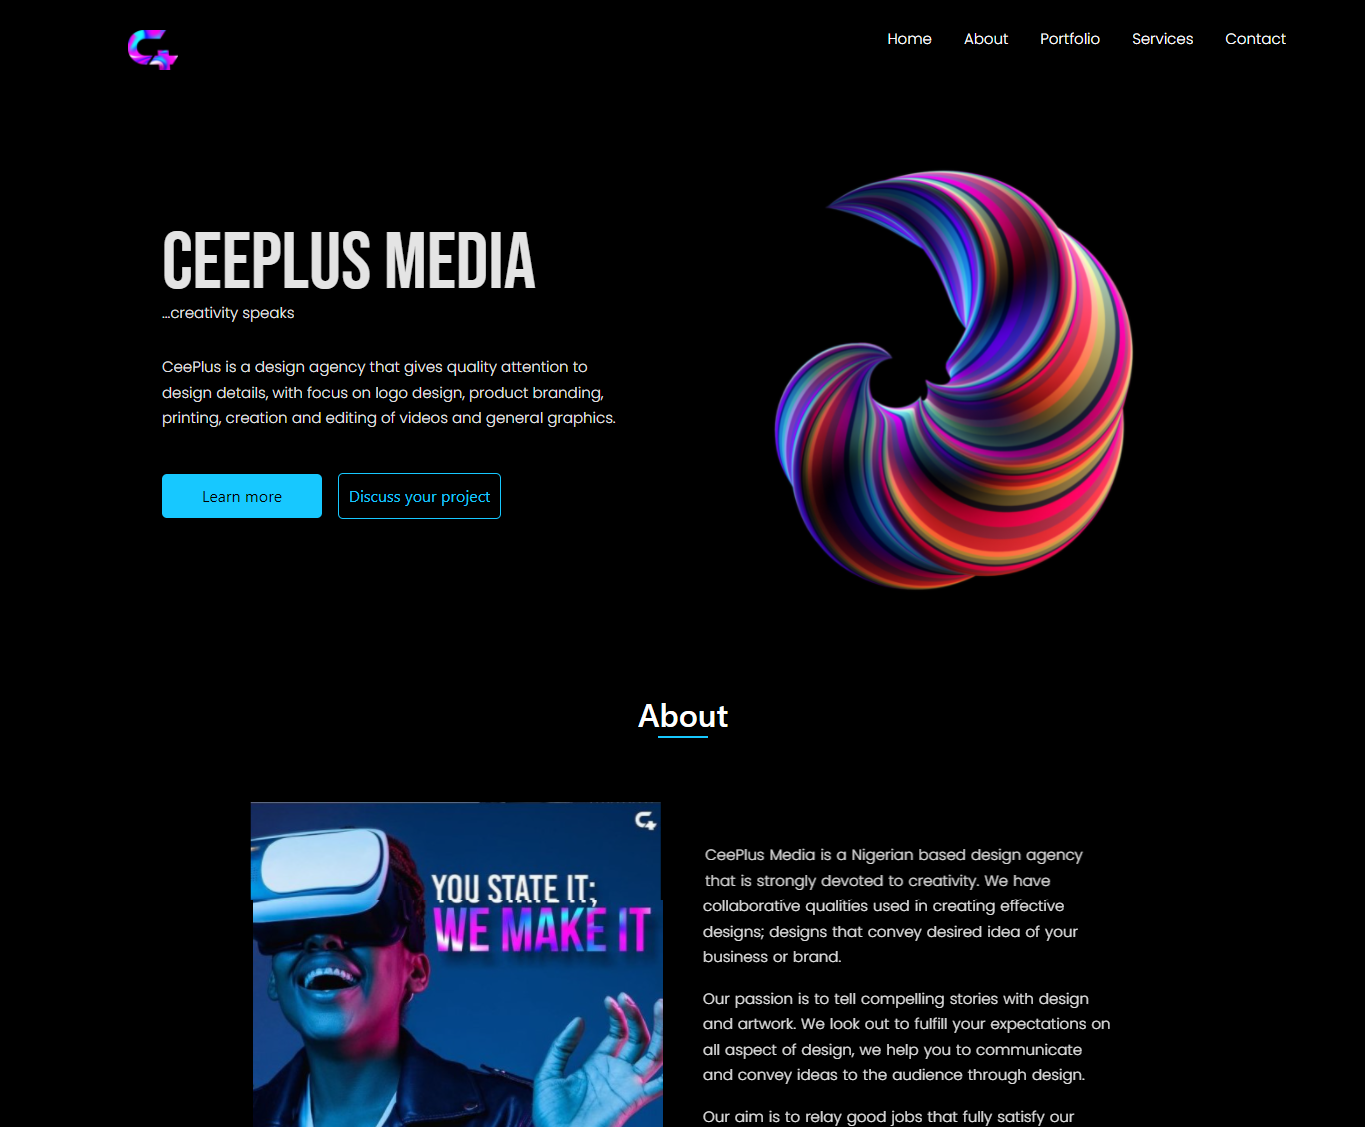 Home About Portfolio Services Contact
CEEPLUS MEDIA
...creativity speaks
CeePlus is a design agency that gives quality attention to
design details, with focus on logo design, product branding,
printing, creation and editing of videos and general graphics.
Learn more
Discuss your project
About
YOU STATE IT;
WE MAKE IT
CeePlus Media is a Nigerian based design agency
that is strongly devoted to creativity. We have
collaborative qualities used in creating effective
designs; designs that convey desired idea of your
business or brand.
Our passion is to tell compelling stories with design
and artwork. We look out to fulfill your expectations on
all aspect of design, we help you to communicate
and convey ideas to the audience through design.
Our aim is to relay good jobs that fully satisfy our